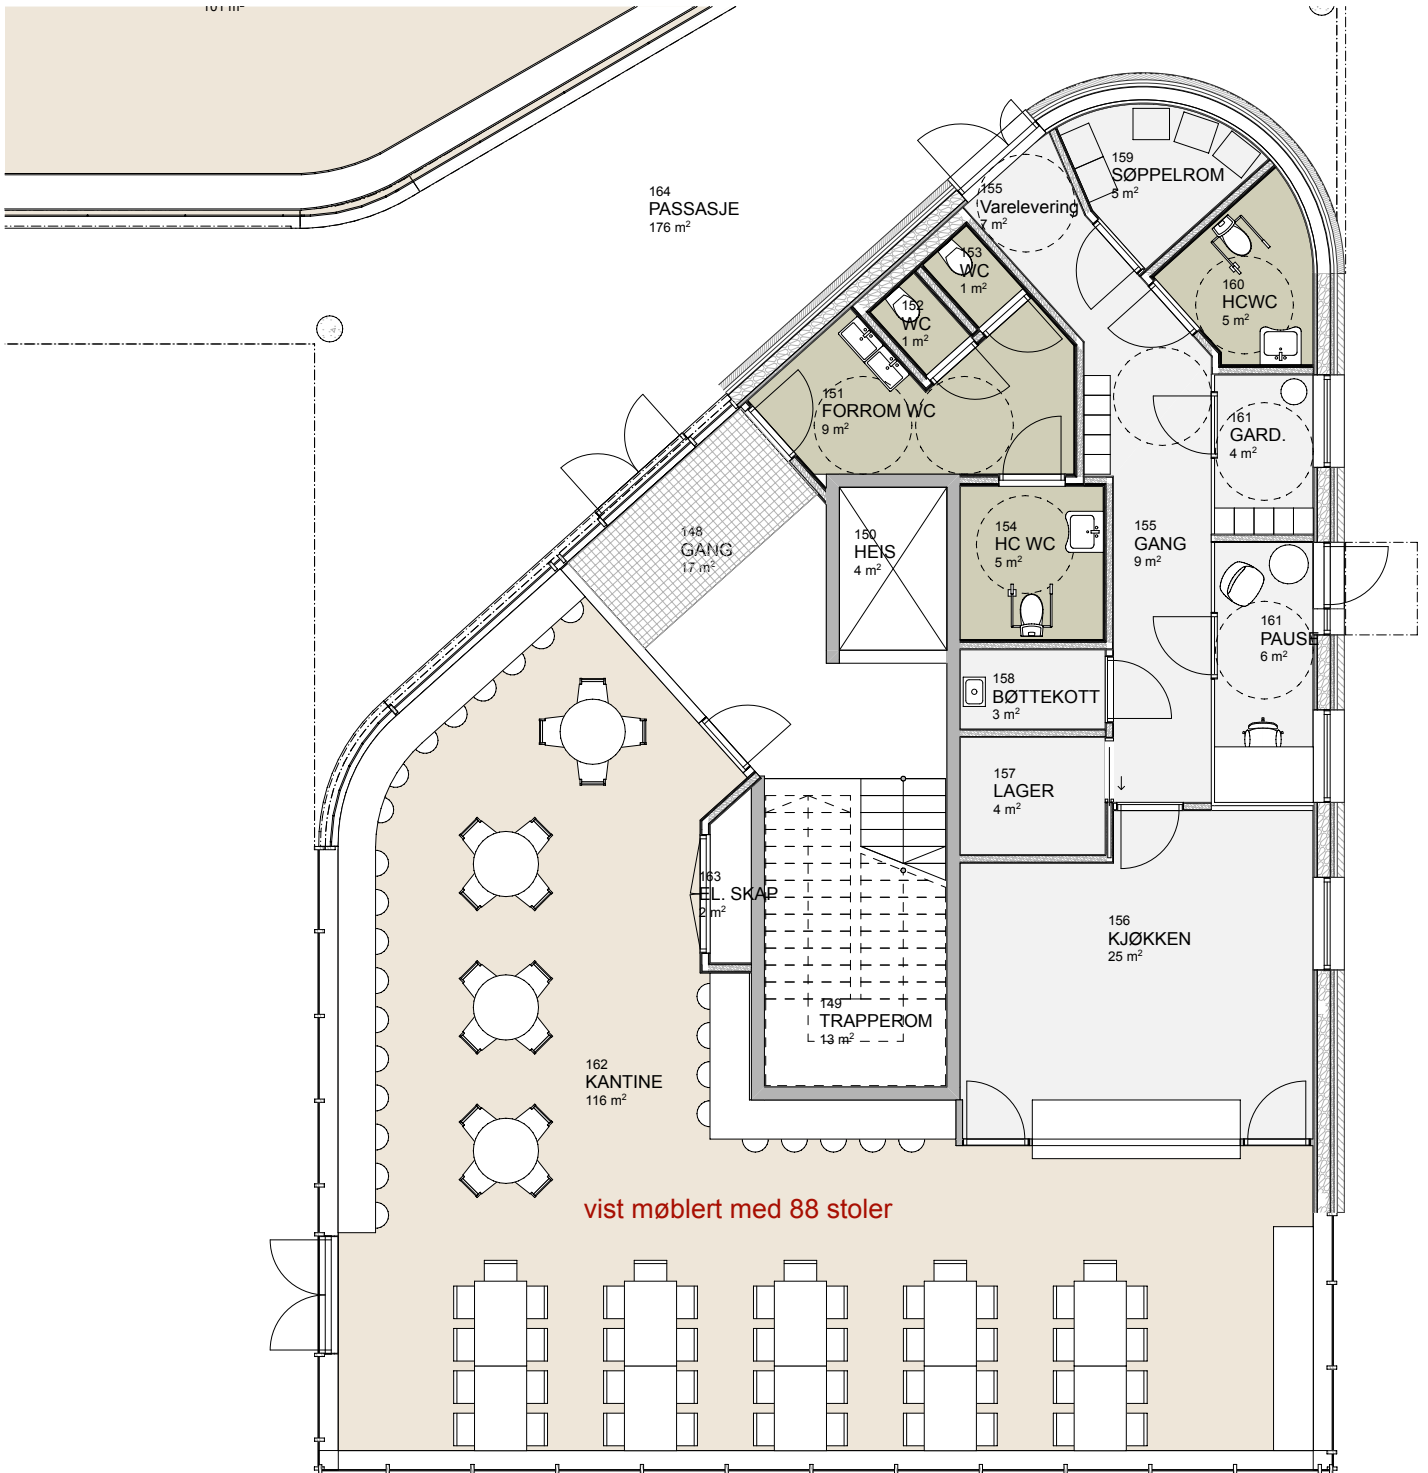 101 m²
164
PASSASJE
176 m²
159
SØPPELROM
5 m²
155
Varelevering
7 m²
153
WC
1 m²
152
WC
1 m²
160
HCWC
5 m²
151
FORROM WC
9 m²
161
GARD.
4 m²
148
GANG
17 m²
150
HEIS
4 m²
154
HC WC
5 m²
155
GANG
9 m²
161
PAUSE
6 m²
158
BØTTEKOTT
3 m²
157
LAGER
4 m²
163
EL. SKAP
2 m²
156
KJØKKEN
25 m²
149
TRAPPEROM
13 m²
162
KANTINE
116 m²
vist møblert med 88 stoler